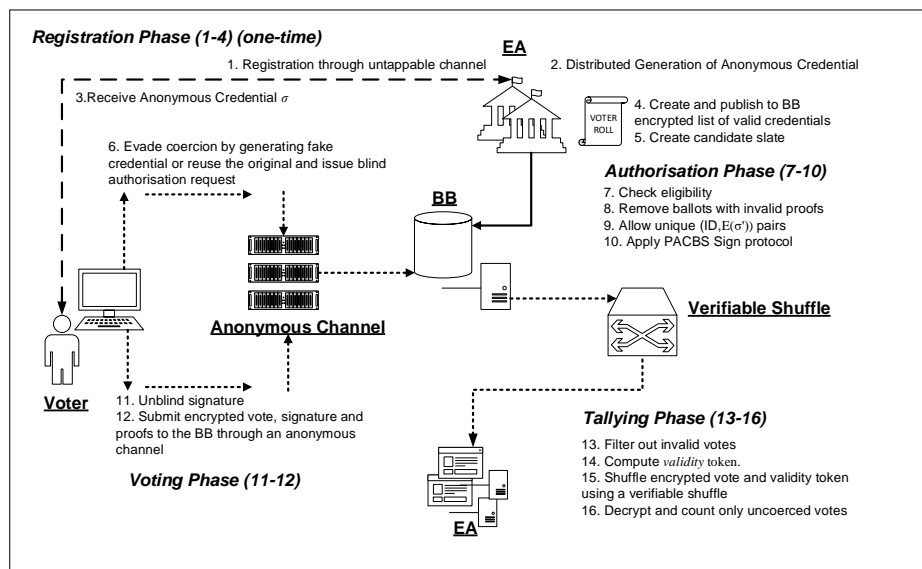 Registration Phase (1-4) (one-time)
EA
1. Registration through untappable channel
2. Distributed Generation of Anonymous Credential
3.Receive Anonymous Credential σ
VOTER
ROLL
4. Create and publish to BB
encrypted list of valid credentials
5. Create candidate slate
6. Evade coercion by generating fake
credential or reuse the original and issue blind
authorisation request
Authorisation Phase (7-10)
7. Check eligibility
8. Remove ballots with invalid proofs
9. Allow unique (ID,E(σ')) pairs
10. Apply PACBS Sign protocol
BB
Anonymous Channel
Verifiable Shuffle
Voter
11. Unblind signature
12. Submit encrypted vote, signature and
proofs to the BB through an anonymous
channel
Voting Phase (11-12)
Tallying Phase (13-16)
13. Filter out invalid votes
14. Compute validity token.
15. Shuffle encrypted vote and validity token
using a verifiable shuffle
16. Decrypt and count only uncoerced votes
EA